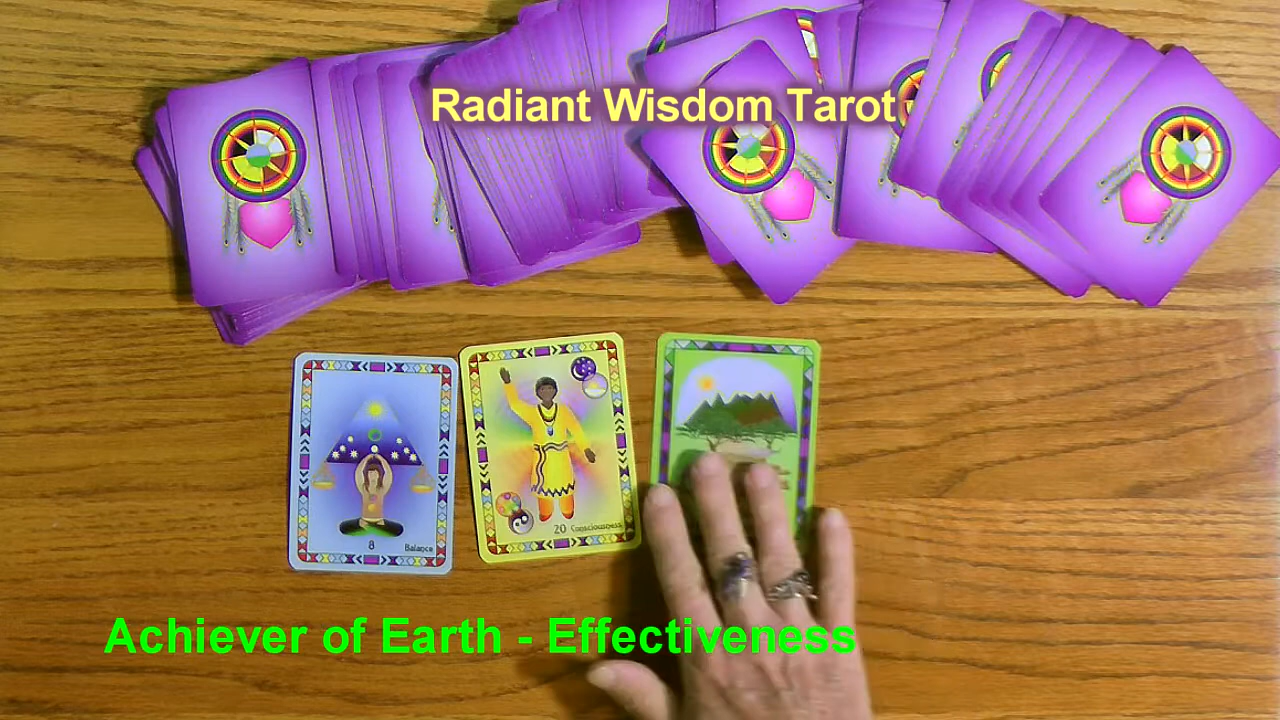 Radiant Wisdom Tarot
8 Balance
20 Consciousness
Achiever of Earth - Effectiveness